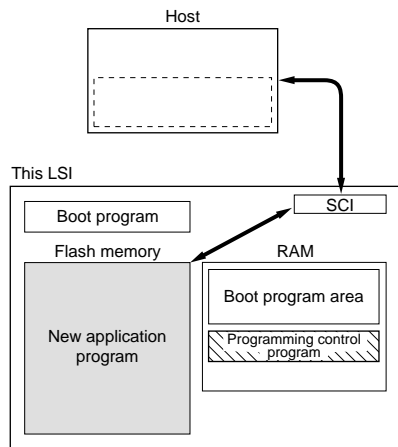 Host
This LSI
SCI
Boot program
Flash memory
RAM
Boot program area
New application
program
Programming control
program